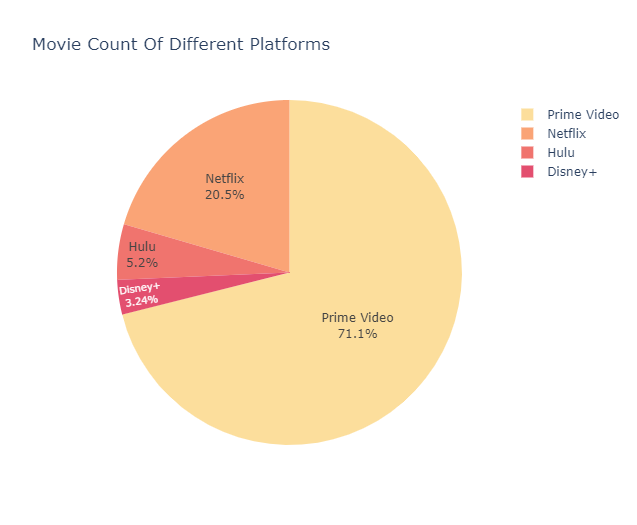 Movie Count Of Different Platforms
Prime Video
Netflix
Hulu
Disney+
Netflix
20.5%
Hulu
5.2%
Disney+
3.24%
Prime Video
71.1%